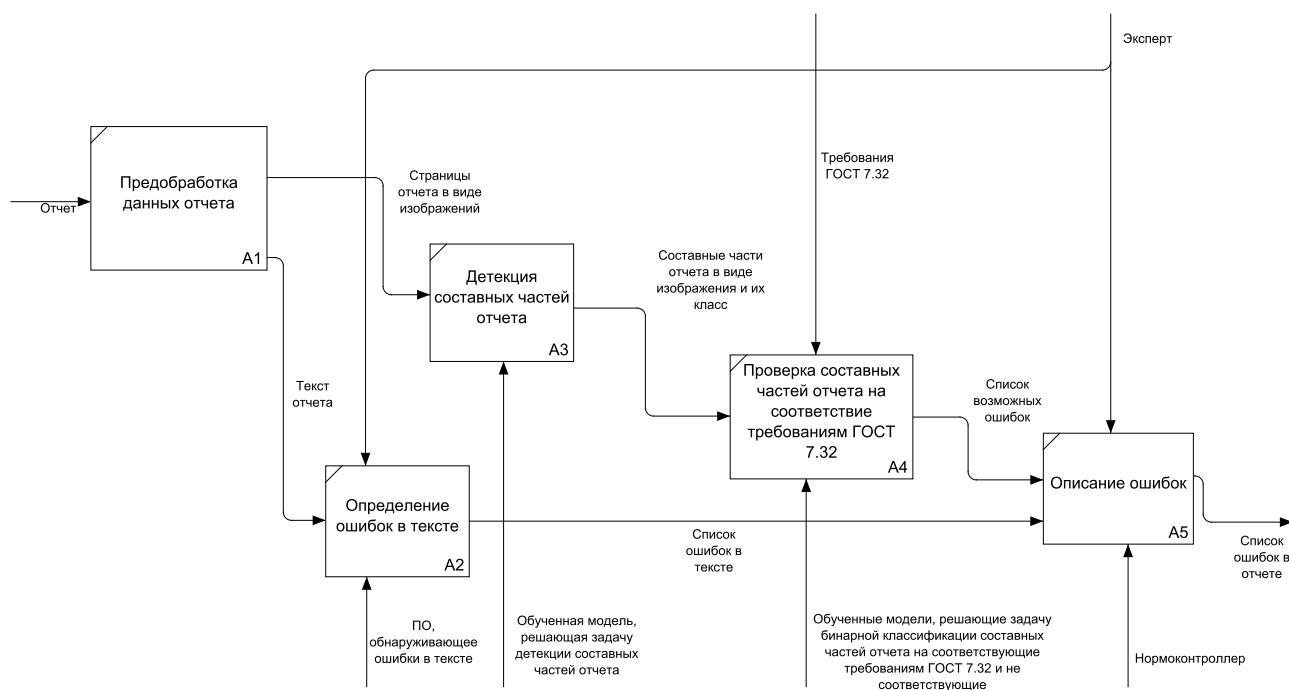 Эксперт
Требования
ГОСТ 7.32
Предобработка
данных отчета
A1
Отчет
Страницы
отчета в виде
изображений
Детекция
составных частей
отчета
A3
Составные части
отчета в виде
изображения и их
класс
Текст
отчета
Проверка составных
частей отчета на
соответствие
требованиям ГОСТ
7.32
A4
Список
возможных
ошибок
Определение
ошибок в тексте
A2
Описание ошибок
A5
Список
ошибок в
тексте
Список
ошибок в
отчете
ПО,
обнаруживающее
ошибки в тексте
Обученная модель,
решающая задачу
детекции составных
частей отчета
Обученные модели, решающие задачу
бинарной классификации составных
частей отчета на соответствующие
требованиям ГОСТ 7.32 и не
соответствующие
Нормоконтроллер